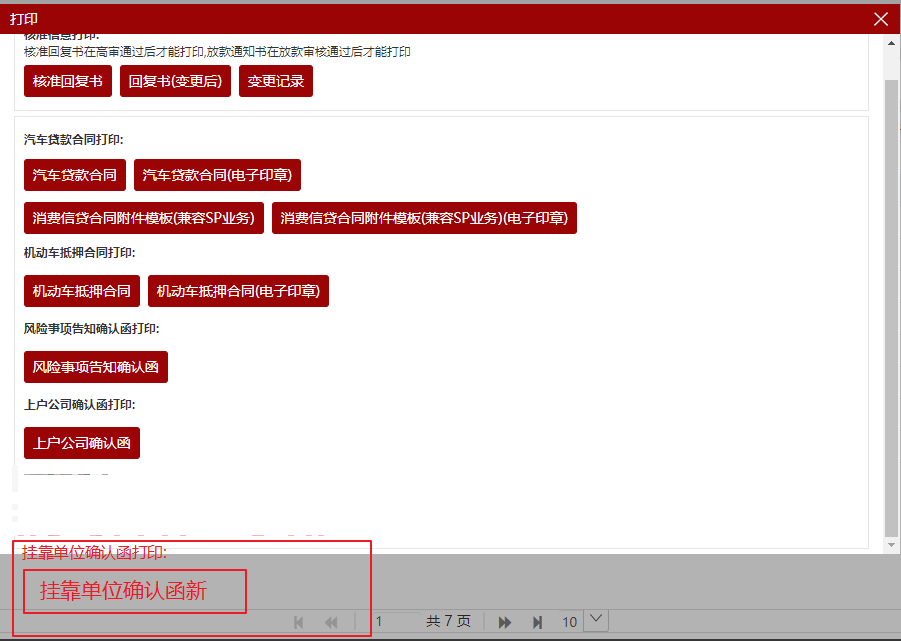 打印
核准信息打印:
核准回复书在高审通过后才能打印,放款通知书在放款审核通过后才能打印
核准回复书 回复书(变更后) 变更记录
汽车贷款合同打印:
汽车贷款合同 汽车贷款合同(电子印章)
消费信贷合同附件模板(兼容SP业务) 消费信贷合同附件模板(兼容SP业务)(电子印章)
机动车抵押合同打印:
机动车抵押合同 机动车抵押合同(电子印章)
风险事项告知确认函打印:
风险事项告知确认函
上户公司确认函打印:
上户公司确认函
挂靠单位确认函打印:
挂靠单位确认函新
1 共 7 页 10